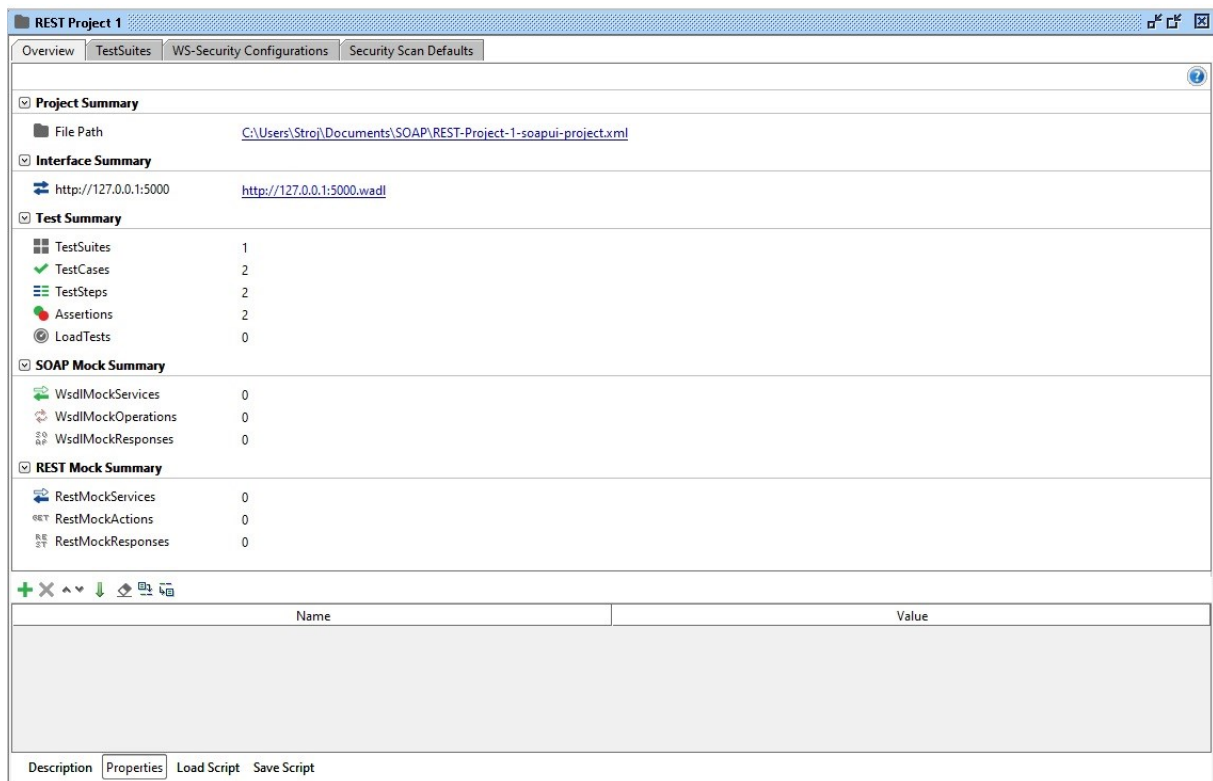 REST Project 1
Overview TestSuites WS-Security Configurations Security Scan Defaults
?
Project Summary
File Path C:\Users\Stroj\Documents\SOAP\REST-Project-1-soapui-project.xml
Interface Summary
http://127.0.0.1:5000 http://127.0.0.1:5000.wadl
Test Summary
TestSuites 1
TestCases 2
TestSteps 2
Assertions 2
LoadTests 0
SOAP Mock Summary
WsdlMockServices 0
WsdlMockOperations 0
SOAP WsdlMockResponses 0
REST Mock Summary
RestMockServices 0
GET RestMockActions 0
REST RestMockResponses 0
Name Value
Description Properties Load Script Save Script